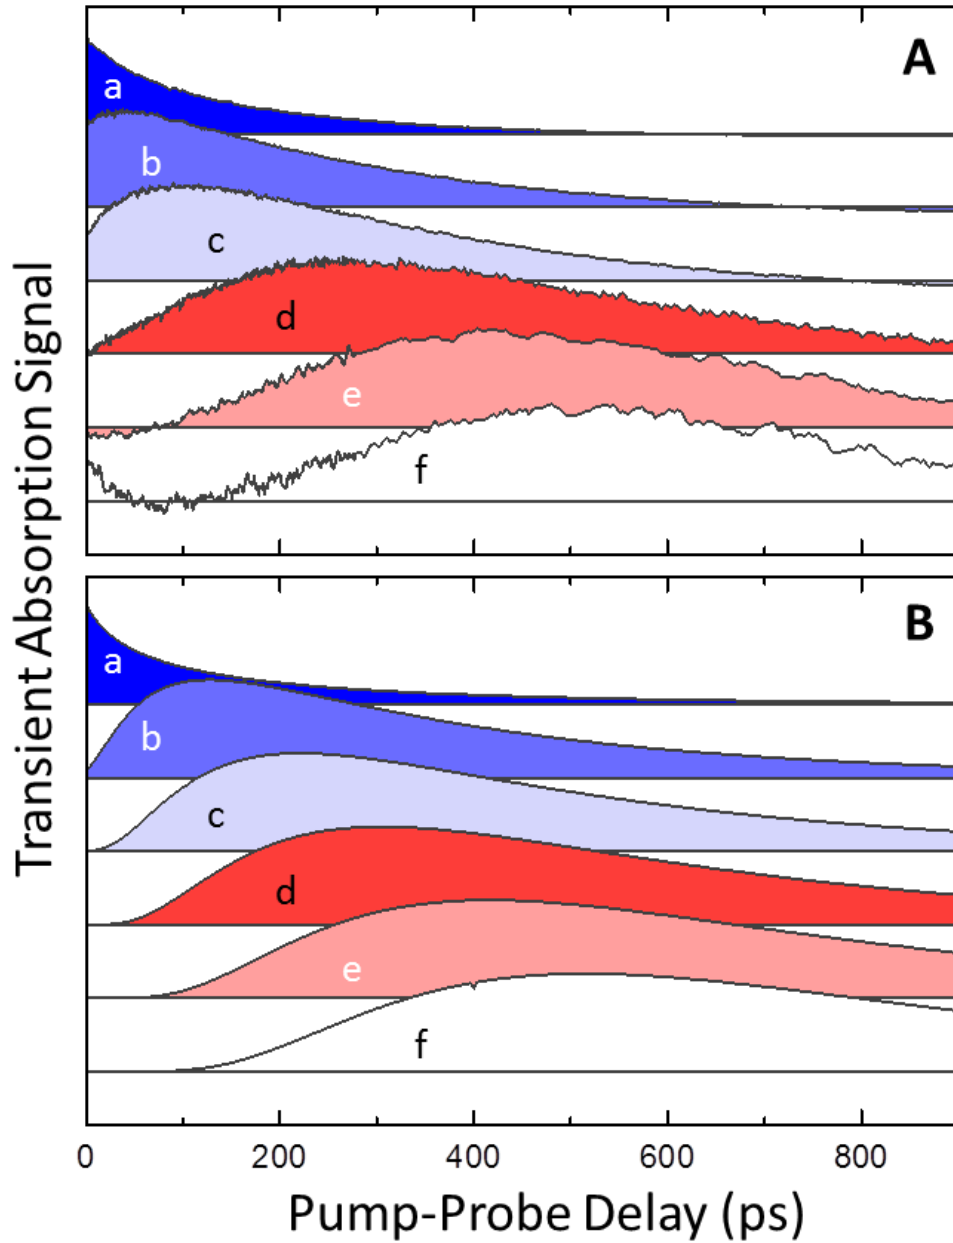 A
a
b
c
d
e
f
B
a
b
c
d
e
f
0 200 400 600 800
Pump-Probe Delay (ps)
Transient Absorption Signal